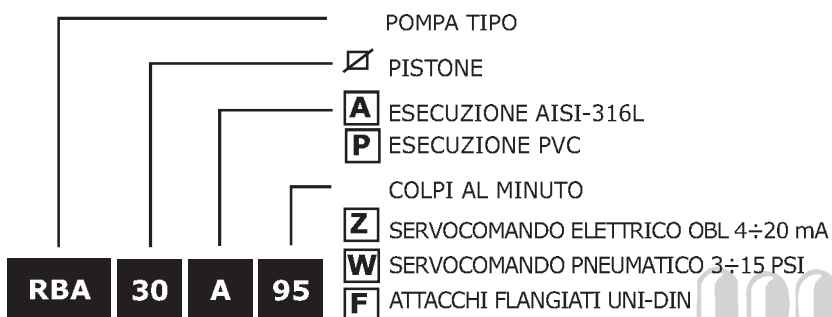 POMPA TIPO
PISTONE
A ESECUZIONE AISI-316L
P ESECUZIONE PVC
COLPI AL MINUTO
Z SERVOCOMANDO ELETTRICO OBL 4÷20 mA
W SERVOCOMANDO PNEUMATICO 3÷15 PSI
F ATTACCHI FLANGIATI UNI-DIN
RBA 30 A 95